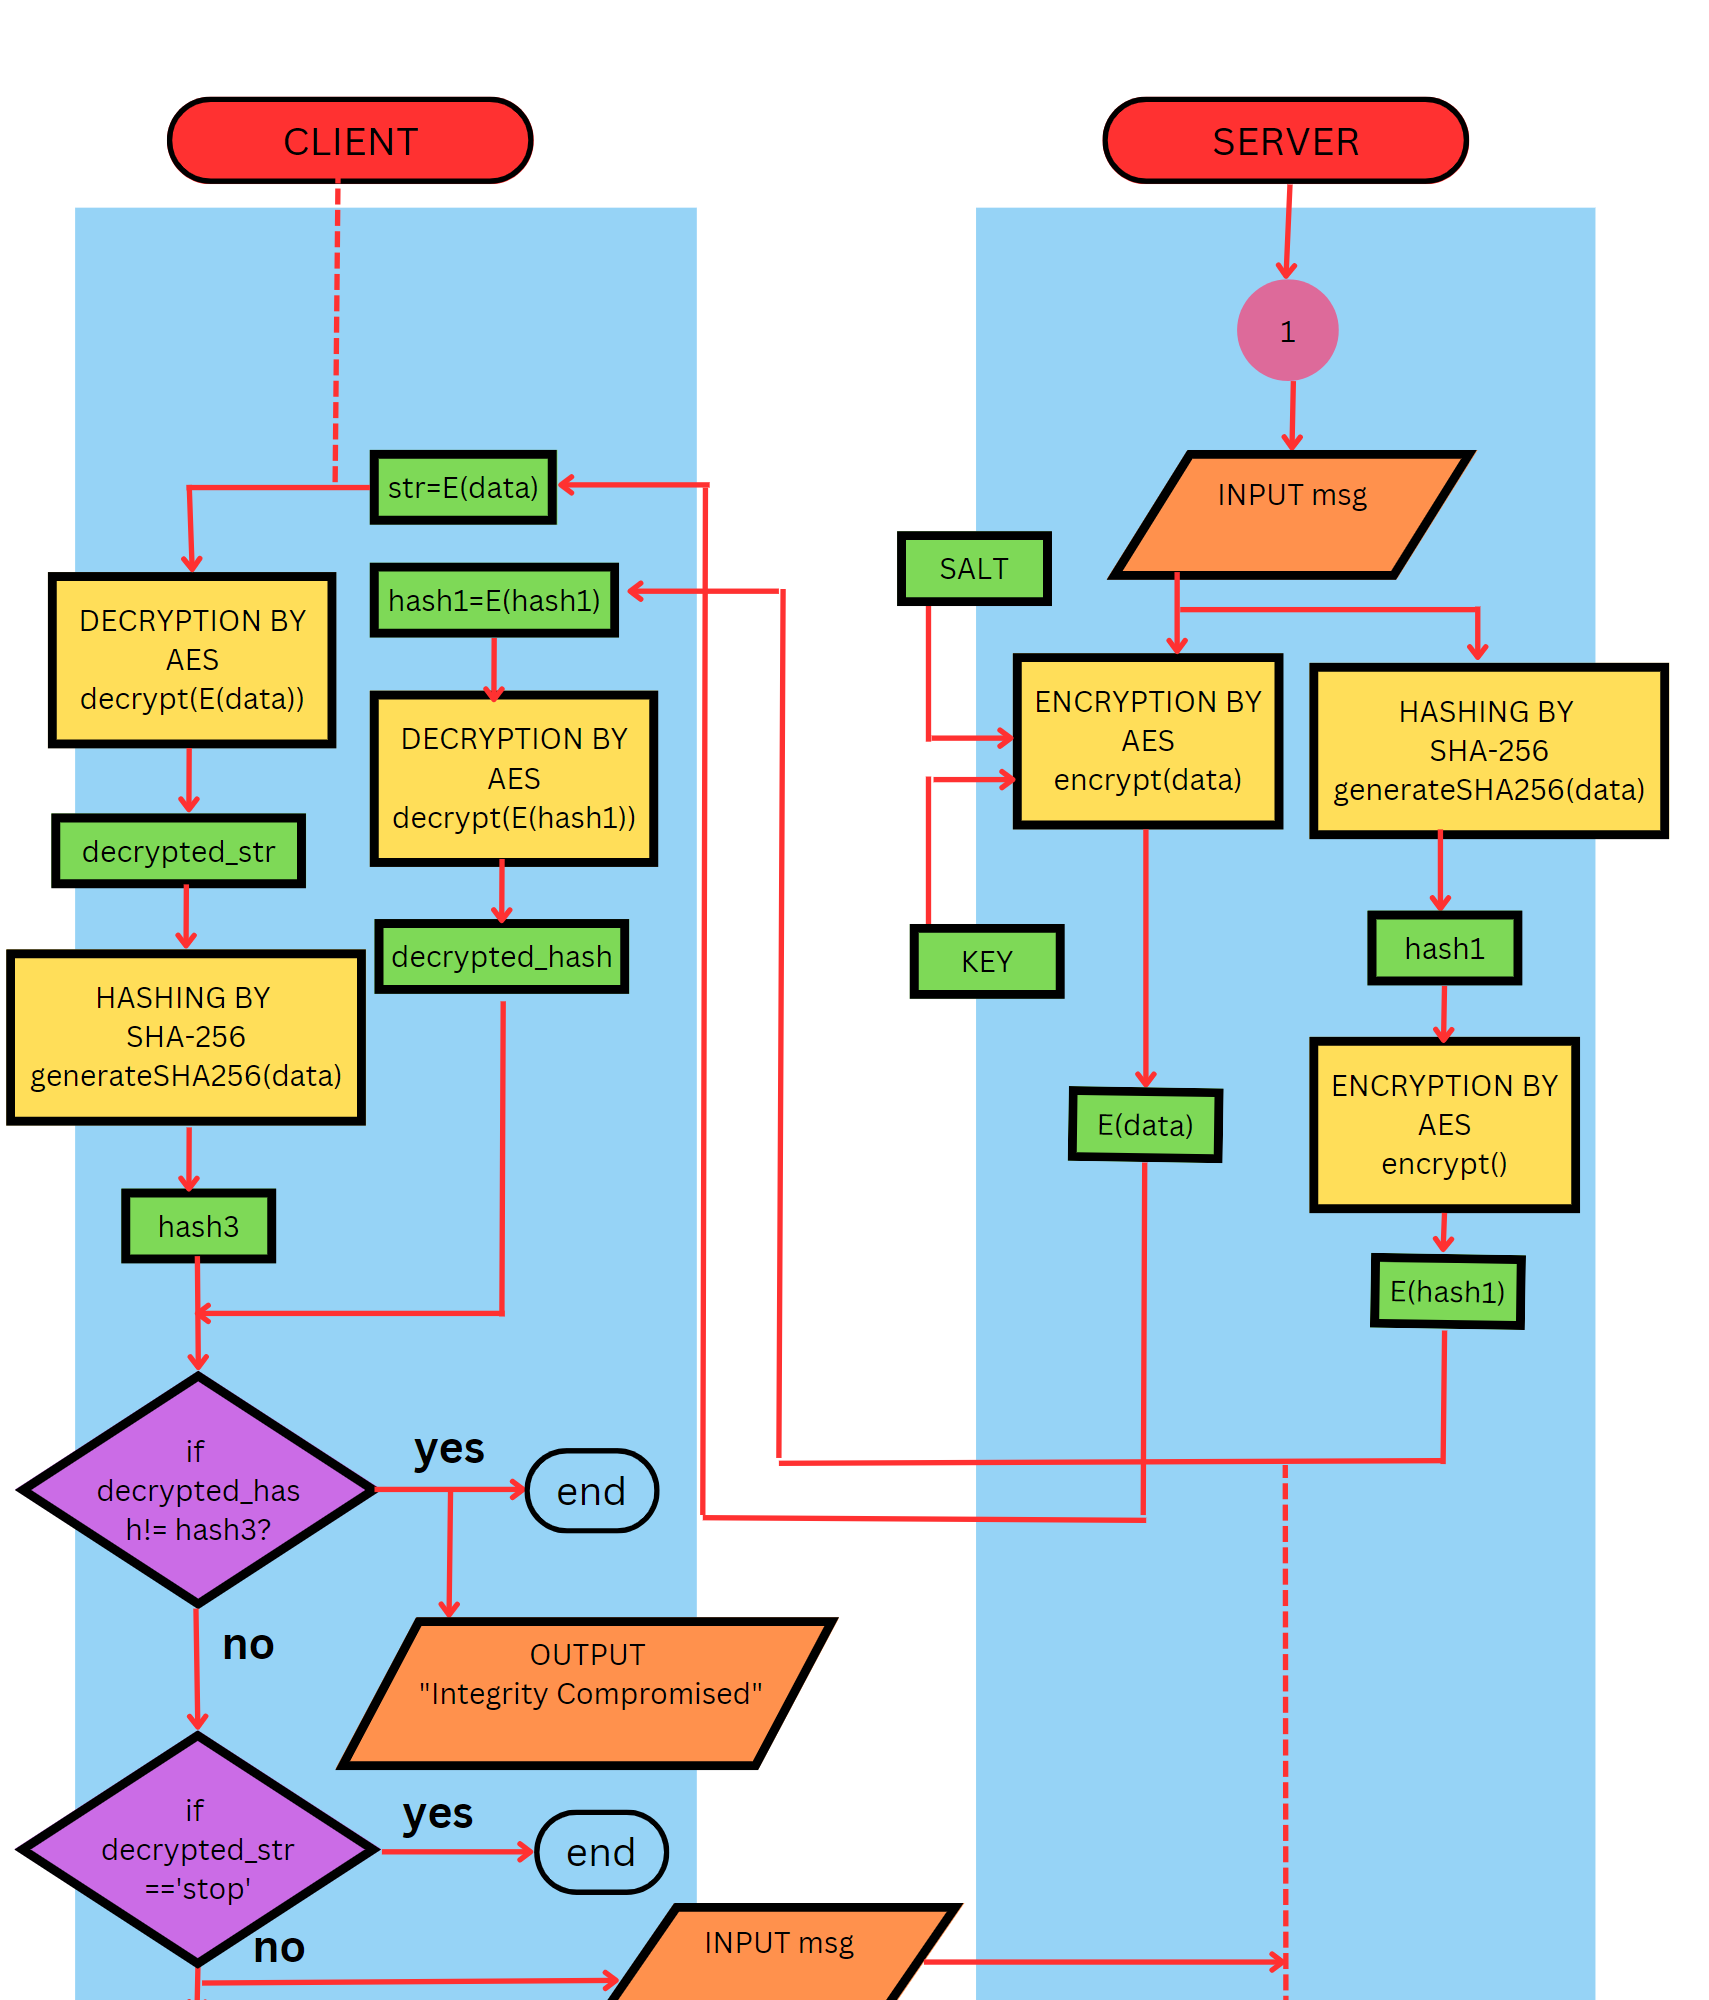 CLIENT
SERVER
1
str=E(data)
INPUT msg
SALT
hash1=E(hash1)
DECRYPTION BY
AES
decrypt(E(data))
ENCRYPTION BY
AES
encrypt(data)
HASHING BY
SHA-256
generateSHA256(data)
DECRYPTION BY
AES
decrypt(E(hash1))
decrypted_str
decrypted_hash
KEY
hash1
HASHING BY
SHA-256
generateSHA256(data)
E(data)
ENCRYPTION BY
AES
encrypt()
hash3
E(hash1)
if
decrypted_has
h!= hash3?
yes
end
no
OUTPUT
"Integrity Compromised"
if
decrypted_str
=='stop'
yes
end
no
INPUT msg